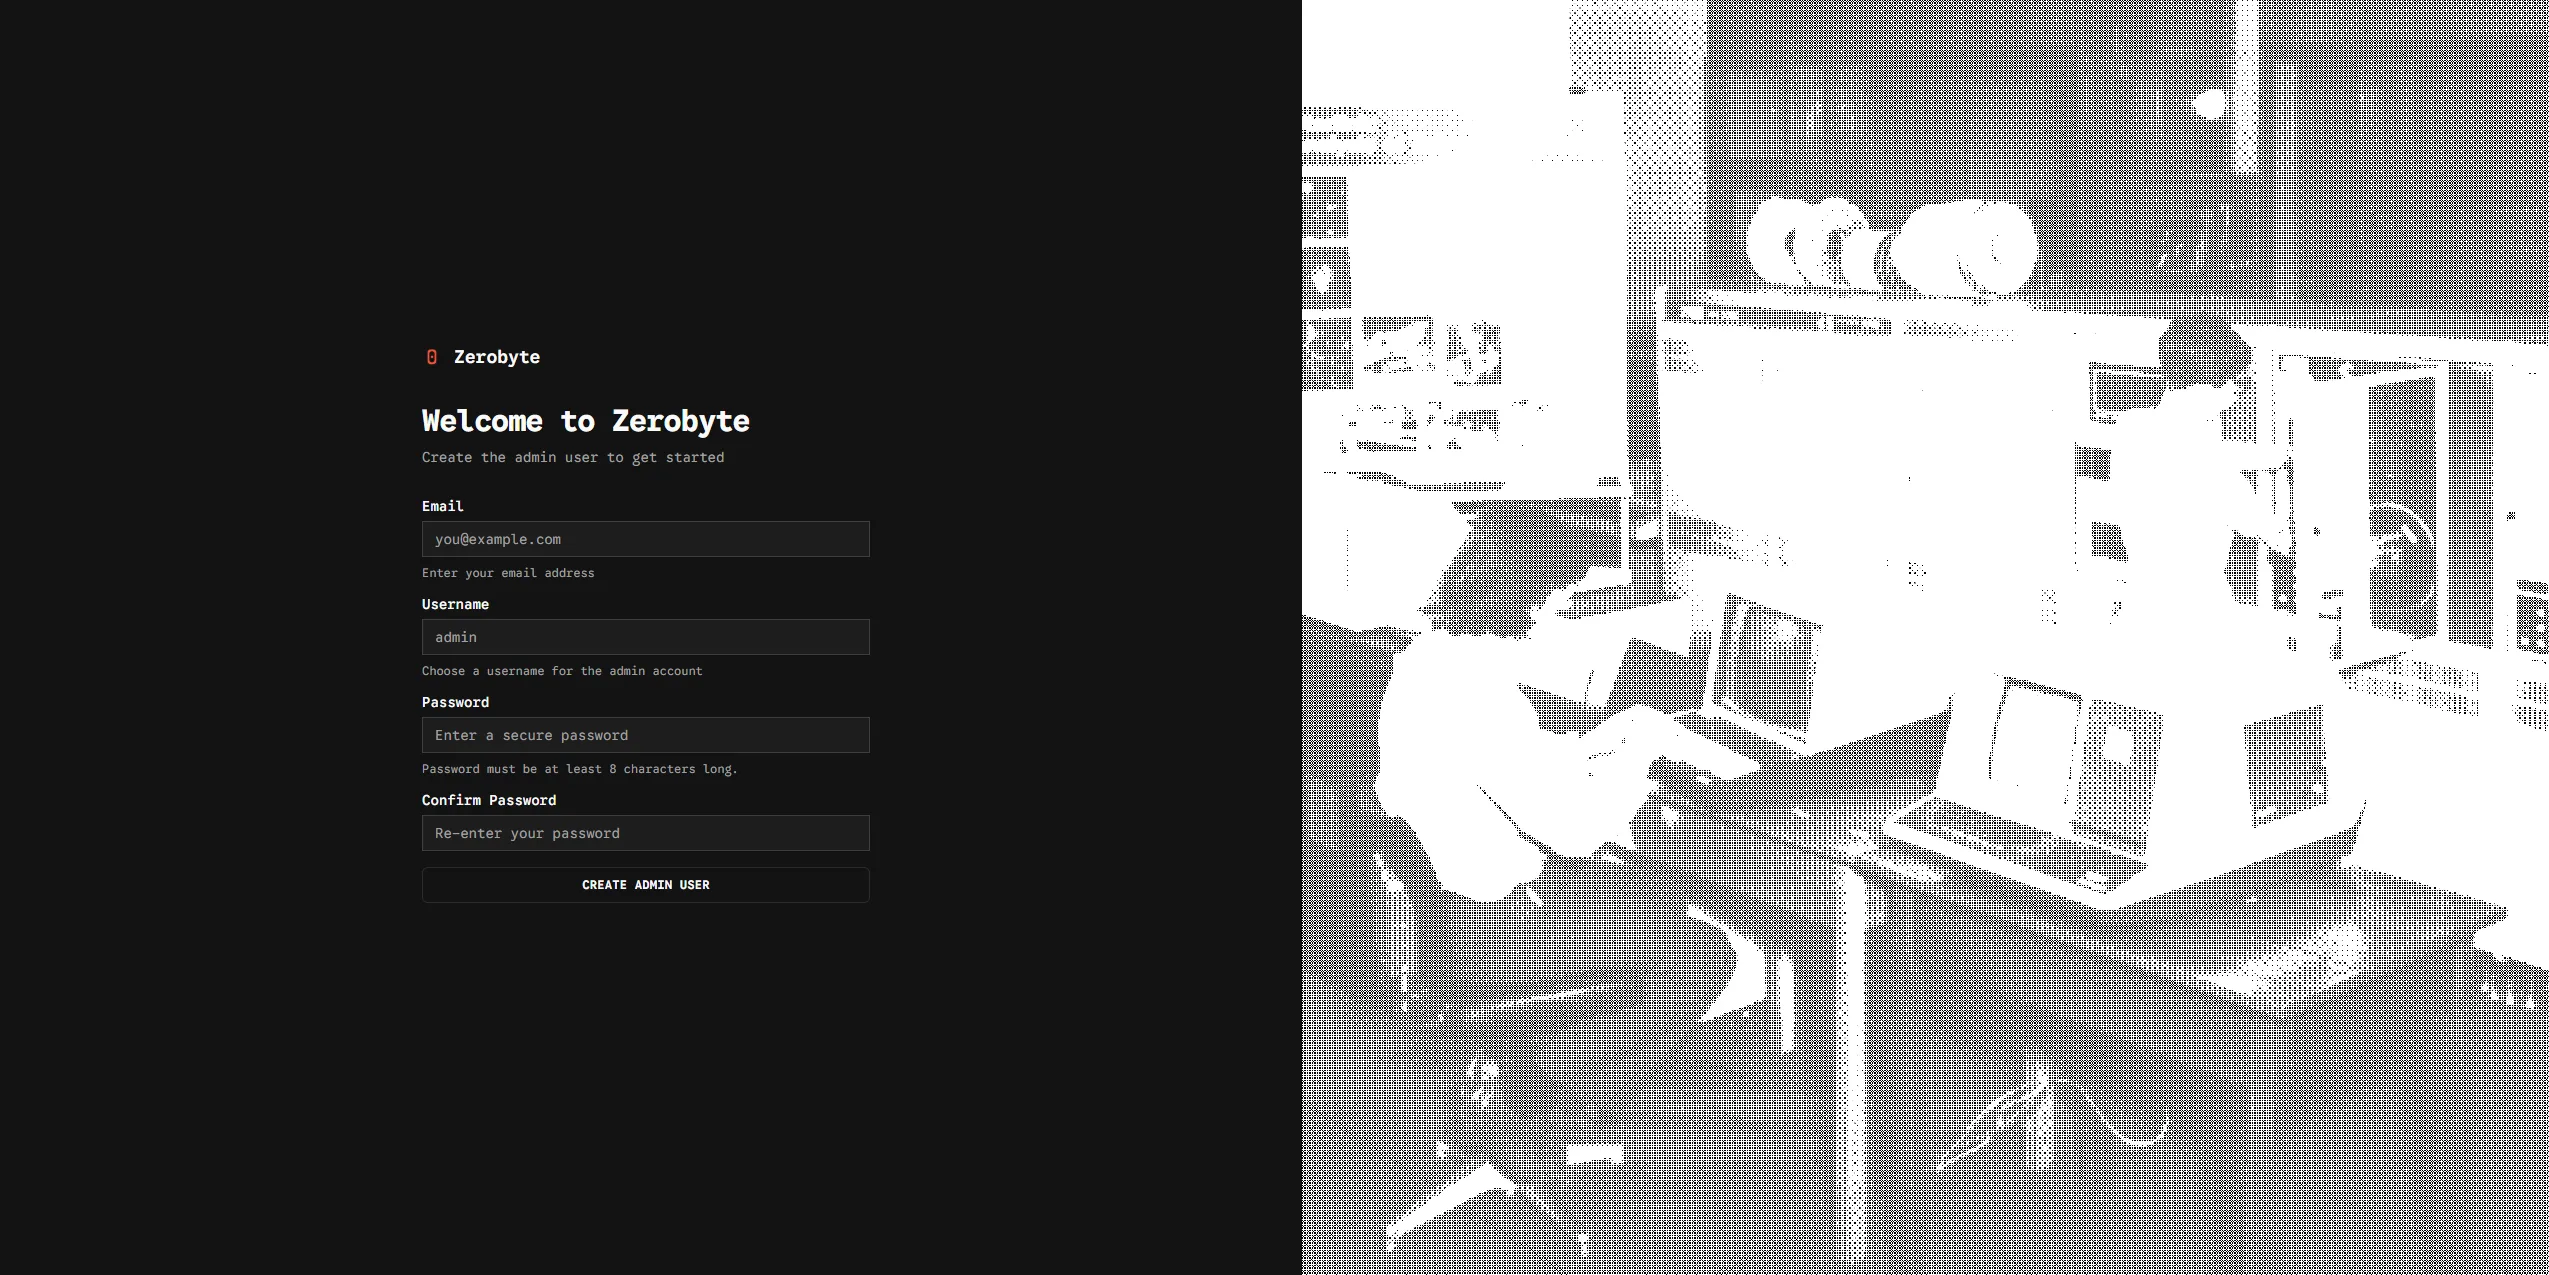 Zerobyte
Welcome to Zerobyte
Create the admin user to get started
Email
you@example.com
Enter your email address
Username
admin
Choose a username for the admin account
Password
Enter a secure password
Password must be at least 8 characters long.
Confirm Password
Re-enter your password
CREATE ADMIN USER